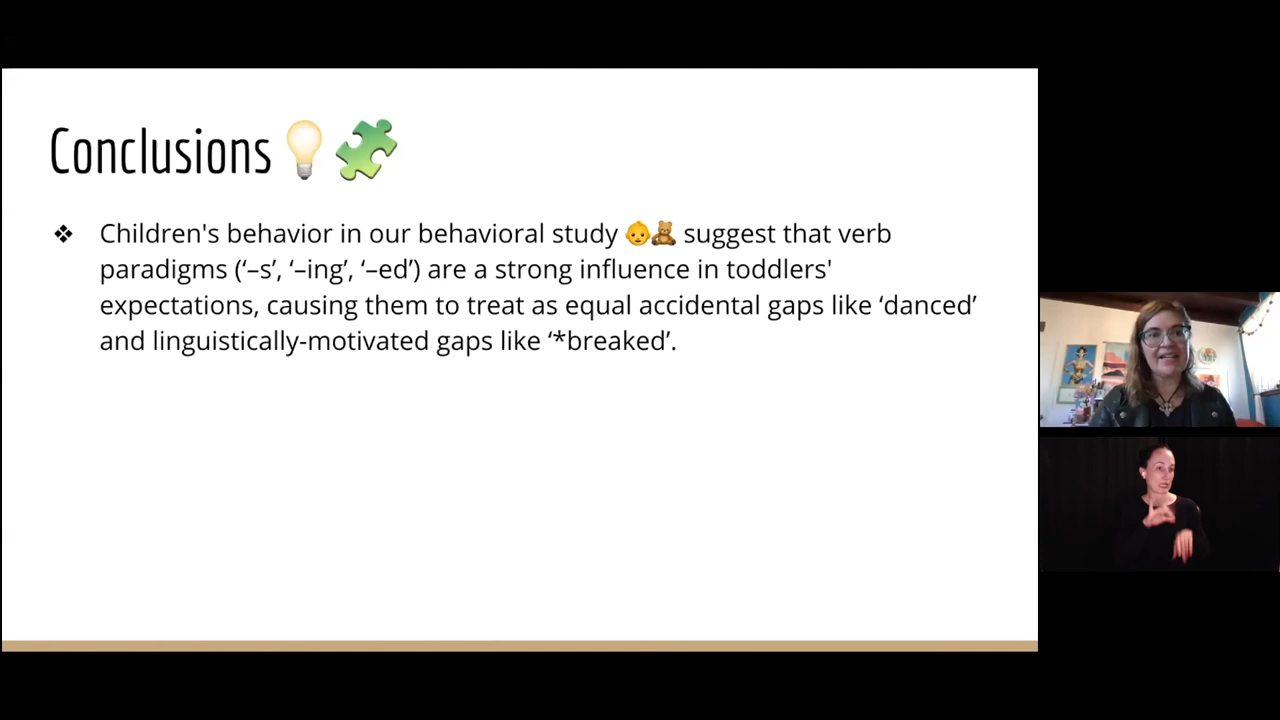 Conclusions 💡🧩
❖ Children's behavior in our behavioral study 👶🧸 suggest that verb
paradigms (‘–s’, ‘–ing’, ‘–ed’) are a strong influence in toddlers'
expectations, causing them to treat as equal accidental gaps like ‘danced’
and linguistically-motivated gaps like ‘*breaked’.